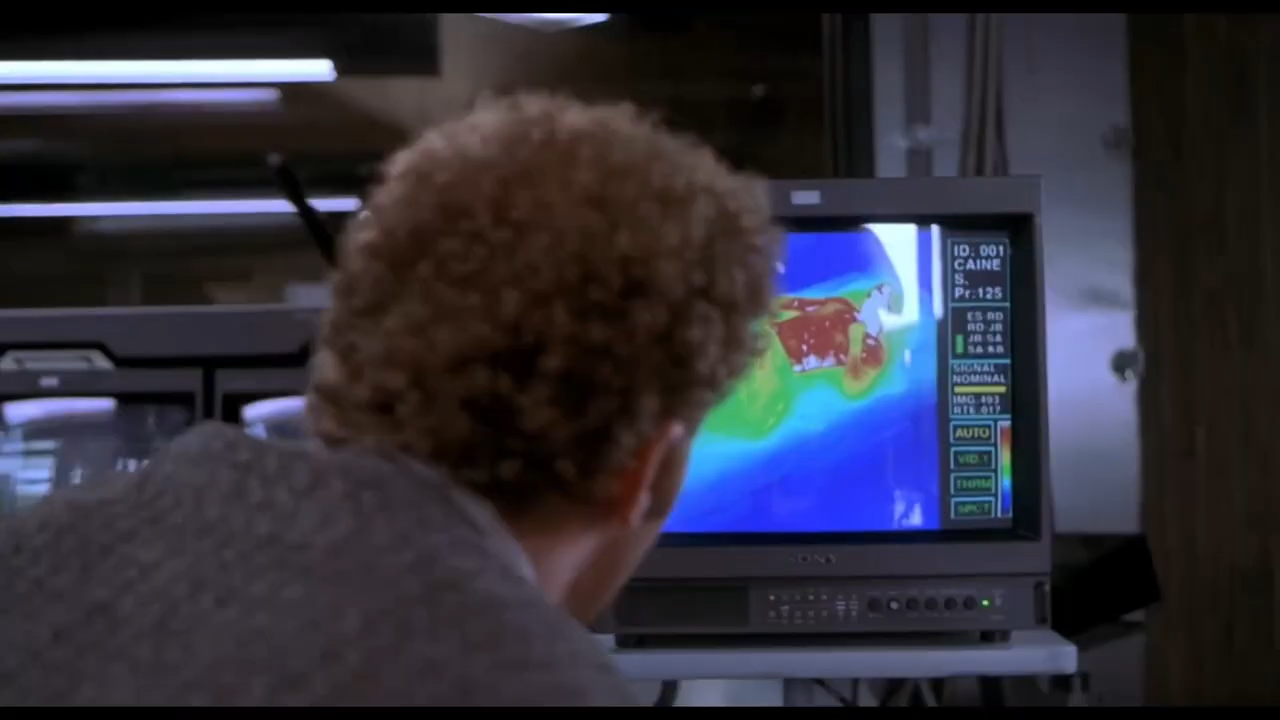 ID: 001
CAINE
S.
Pr:125
ES-RD
RD-JB
JB-SA
SA-KB
SIGNAL
NOMINAL
IMG.493
RTE.017
AUTO
VID.1
THRM
SPCT
SONY